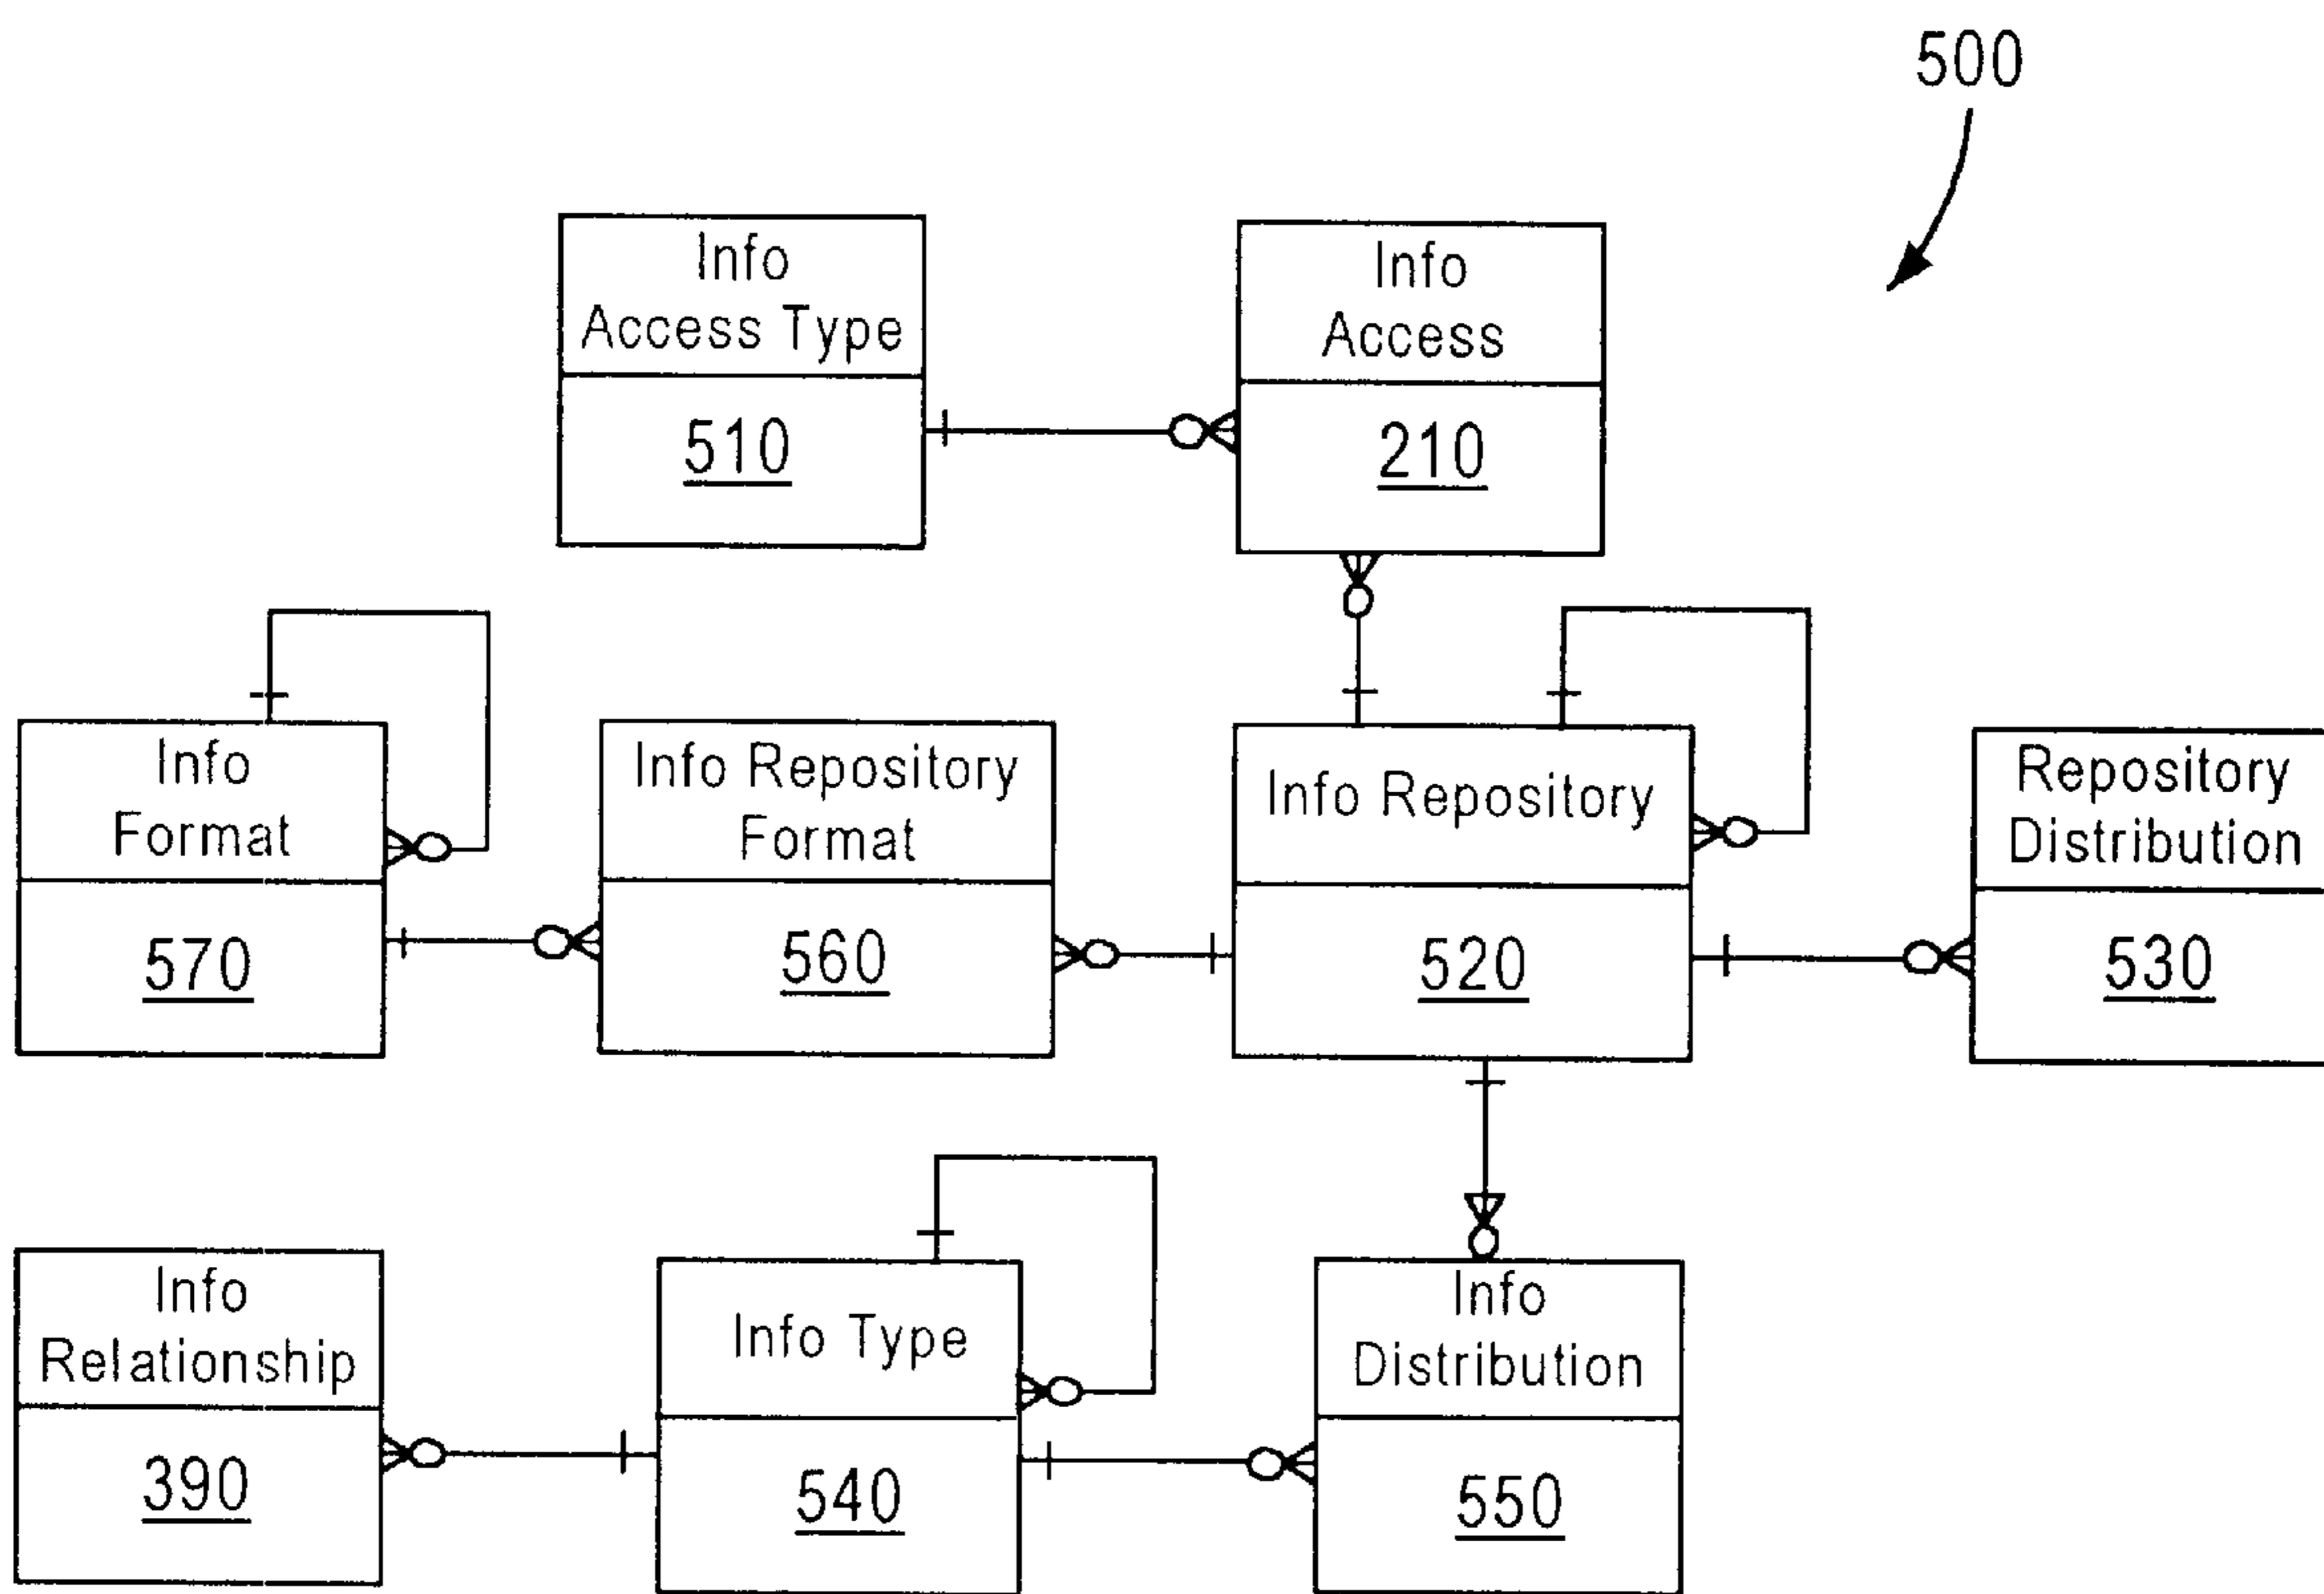 500
Info
Access Type
510
Info
Access
210
Info
Format
570
Info Repository
Format
560
Info Repository
520
Repository
Distribution
530
Info
Relationship
390
Info Type
540
Info
Distribution
550